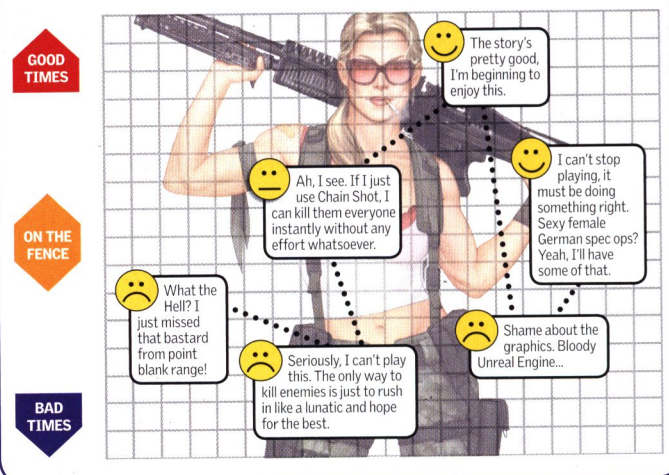 GOOD
TIMES
ON THE
FENCE
BAD
TIMES
What the
Hell? I
just missed
that bastard
from point
blank range!
Seriously, I can't play
this. The only way to
kill enemies is just to rush
in like a lunatic and hope
for the best.
Ah, I see. If I just
use Chain Shot, I
can kill them everyone
instantly without any
effort whatsoever.
The story's
pretty good,
I'm beginning to
enjoy this.
Shame about the
graphics. Bloody
Unreal Engine...
I can't stop
playing, it
must be doing
something right.
Sexy female
German spec ops?
Yeah, I'll have
some of that.